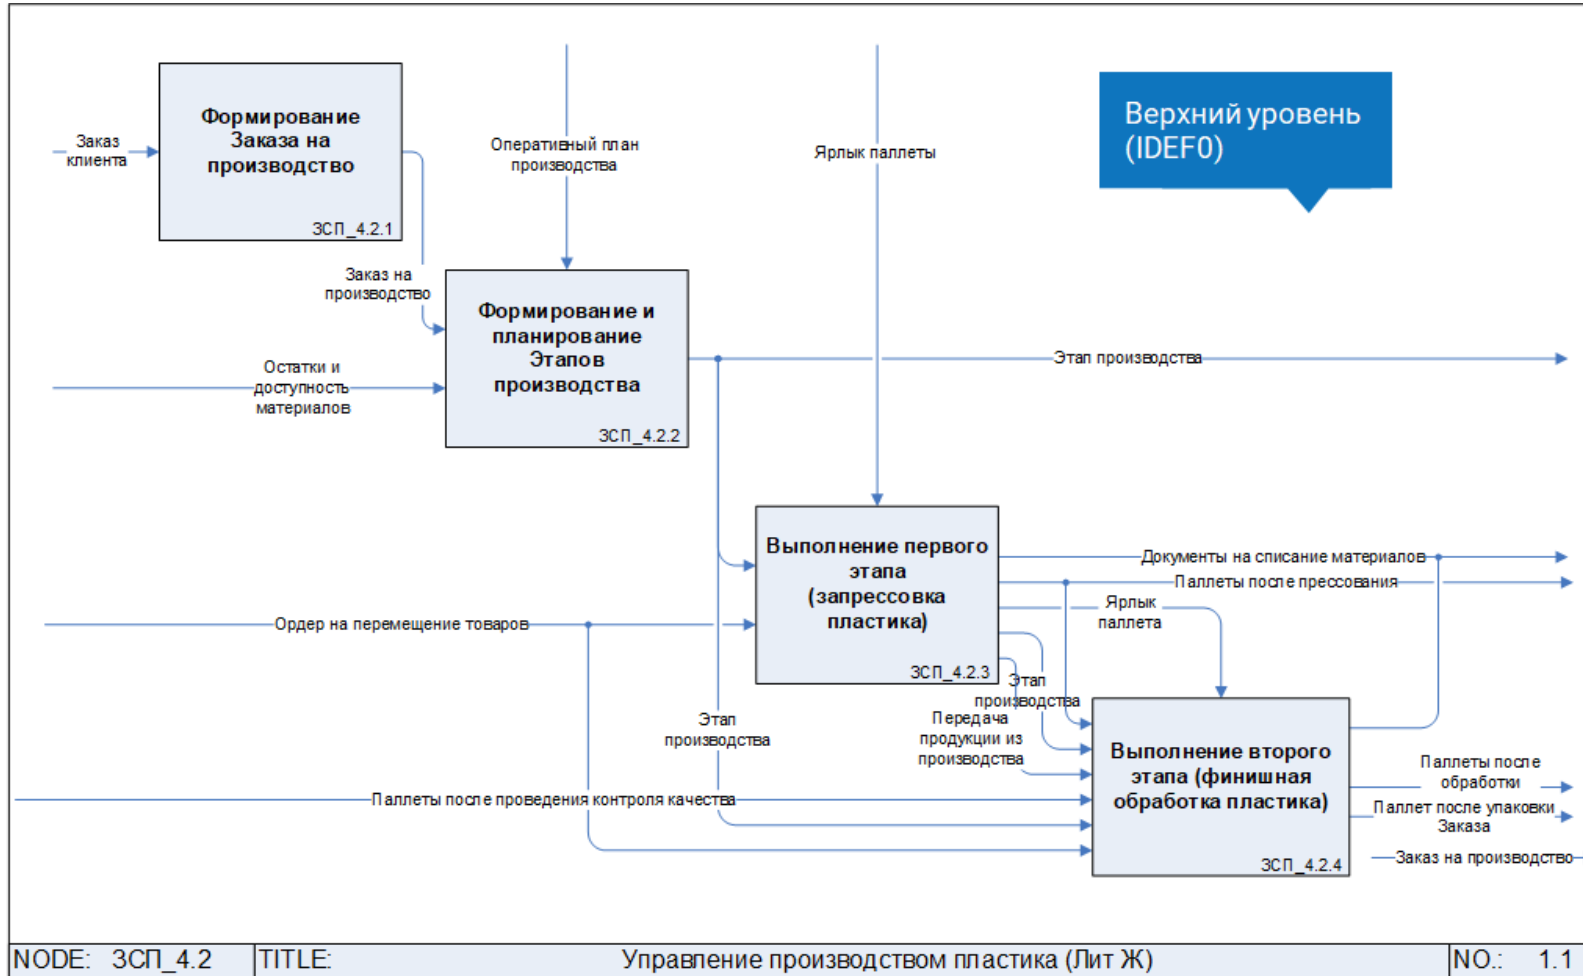 Формирование
Заказа на
производство
ЗСП_4.2.1
Заказ
клиента
Оперативный план
производства
Ярлык паллеты
Верхний уровень
(IDEF0)
Заказ на
производство
Формирование и
планирование
Этапов
производства
ЗСП_4.2.2
Остатки и
доступность
материалов
Этап производства
Выполнение первого
этапа
(запрессовка
пластика)
ЗСП_4.2.3
Документы на списание материалов
Паллеты после прессования
Ярлык
паллета
Ордер на перемещение товаров
Этап
производства
Этап
производства
Передача
продукции из
производства
Выполнение второго
этапа (финишная
обработка пластика)
ЗСП_4.2.4
Паллеты после проведения контроля качества
Паллеты после
обработки
Паллет после упаковки
Заказа
Заказ на производство
NODE: ЗСП_4.2
TITLE:
Управление производством пластика (Лит Ж)
NO.: 1.1